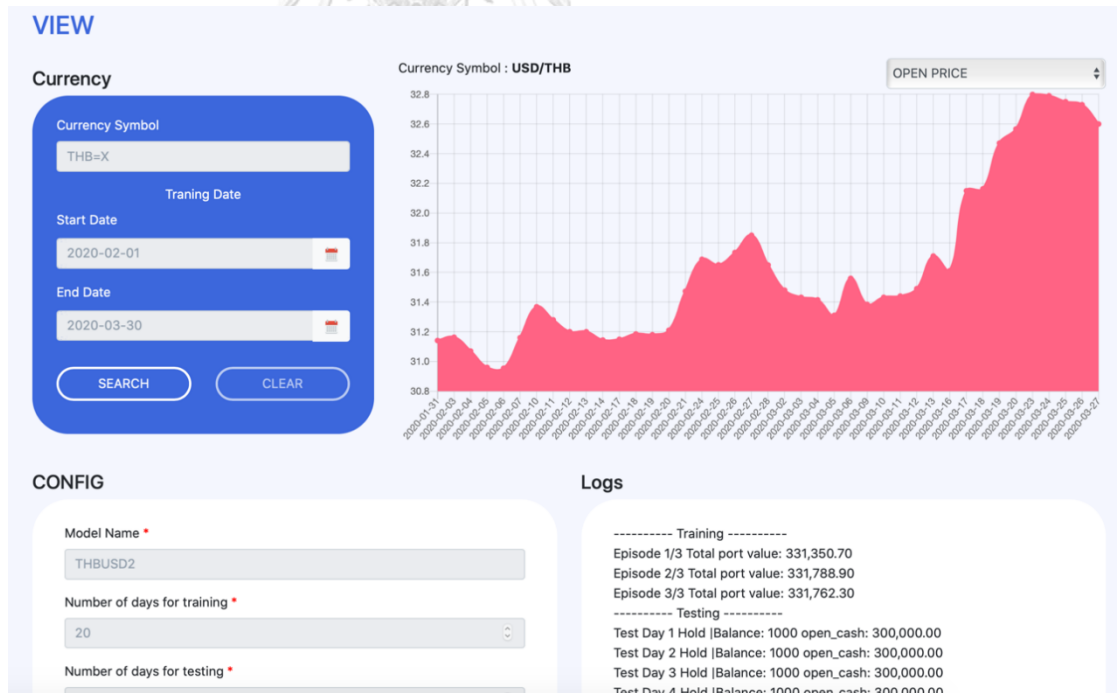 VIEW
Currency
Currency Symbol
THB=X
Traning Date
Start Date
2020-02-01
End Date
2020-03-30
SEARCH
CLEAR
Currency Symbol : USD/THB
OPEN PRICE
32.8
32.6
32.4
32.2
32.0
31.8
31.6
31.4
31.2
31.0
30.8
2020-01-31
2020-02-03
2020-02-04
2020-02-05
2020-02-06
2020-02-07
2020-02-10
2020-02-11
2020-02-12
2020-02-13
2020-02-14
2020-02-17
2020-02-18
2020-02-19
2020-02-20
2020-02-21
2020-02-24
2020-02-25
2020-02-26
2020-02-27
2020-02-28
2020-03-02
2020-03-03
2020-03-04
2020-03-05
2020-03-06
2020-03-09
2020-03-10
2020-03-11
2020-03-12
2020-03-13
2020-03-16
2020-03-17
2020-03-18
2020-03-19
2020-03-20
2020-03-23
2020-03-24
2020-03-25
2020-03-26
2020-03-27
CONFIG
Model Name *
THBUSD2
Number of days for training *
20
Number of days for testing *
Logs
---------- Training ----------
Episode 1/3 Total port value: 331,350.70
Episode 2/3 Total port value: 331,788.90
Episode 3/3 Total port value: 331,762.30
---------- Testing ----------
Test Day 1 Hold |Balance: 1000 open_cash: 300,000.00
Test Day 2 Hold |Balance: 1000 open_cash: 300,000.00
Test Day 3 Hold |Balance: 1000 open_cash: 300,000.00
Test Day 4 Hold |Balance: 1000 open_cash: 300,000.00